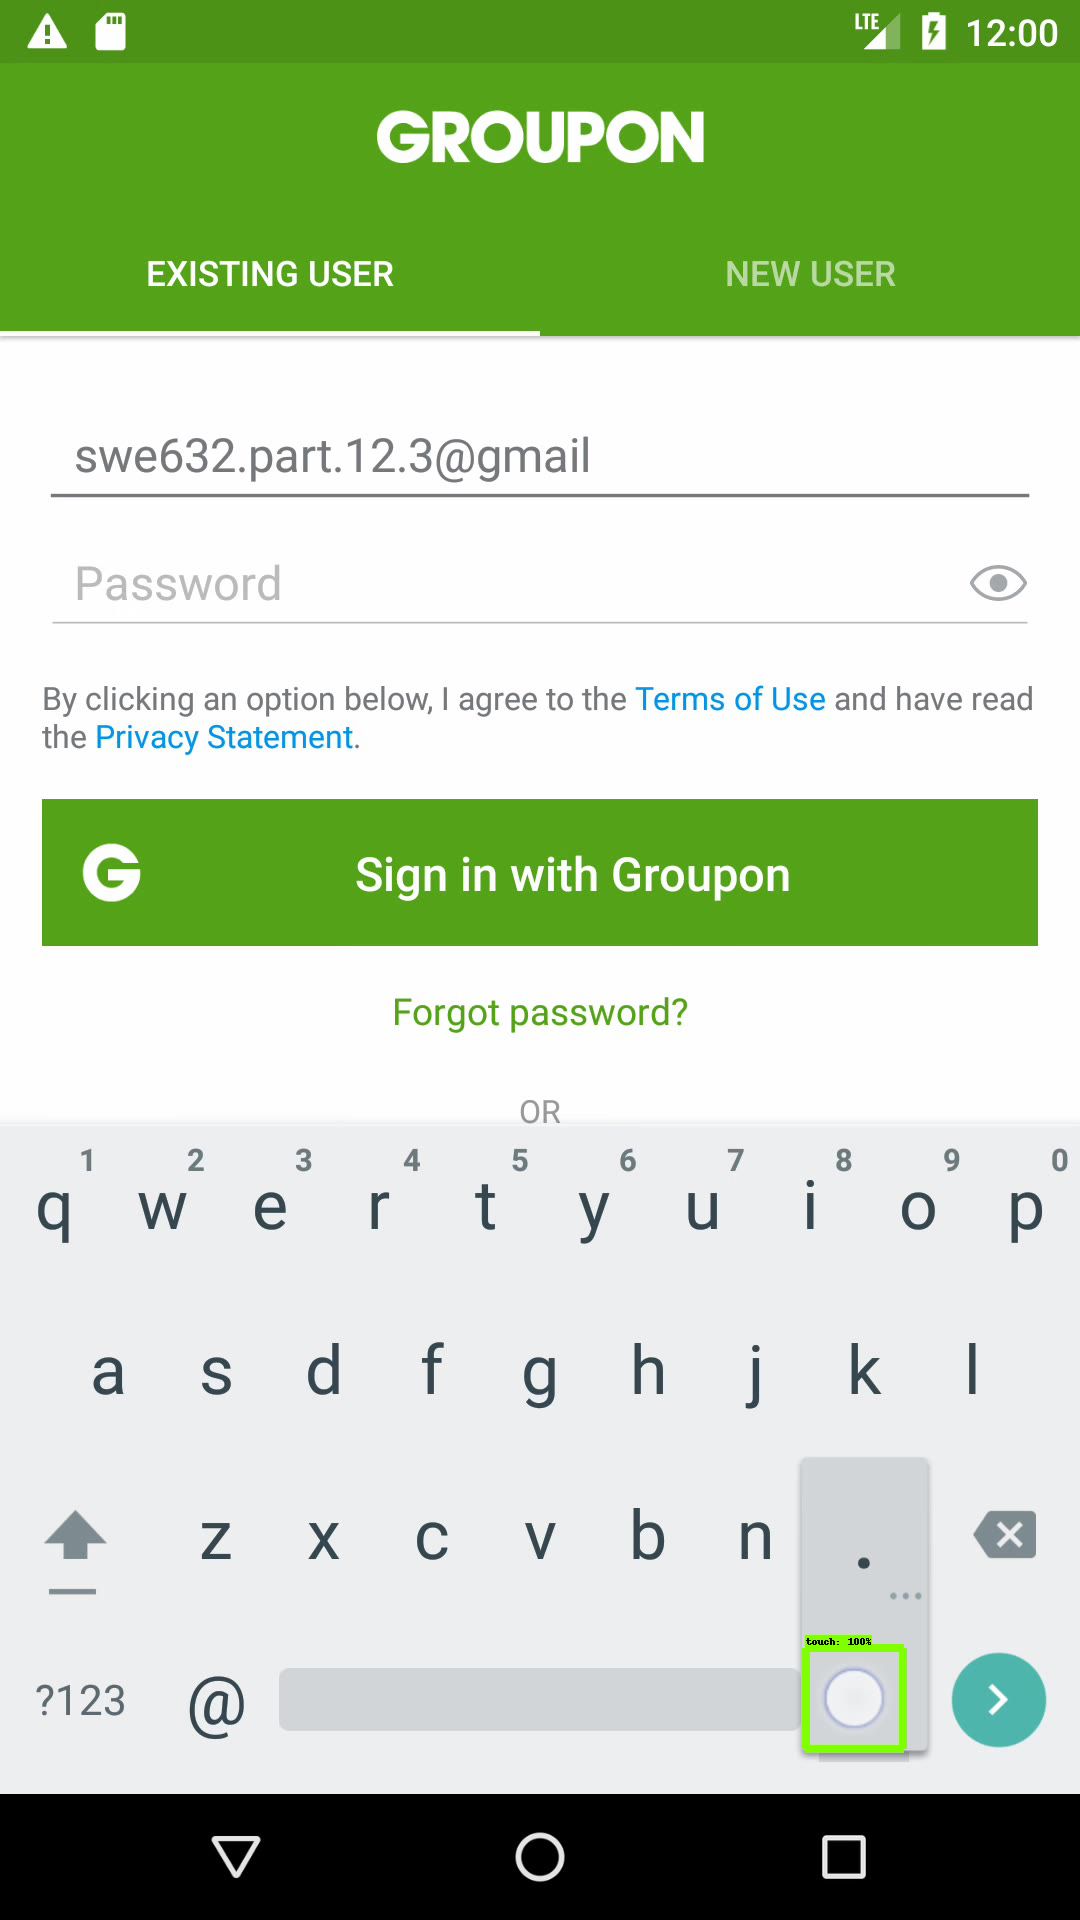 LTE 12:00
GROUPON
EXISTING USER NEW USER
swe632.part.12.3@gmail
Password
By clicking an option below, I agree to the Terms of Use and have read
the Privacy Statement.
G Sign in with Groupon
Forgot password?
OR
1 2 3 4 5 6 7 8 9 0
q w e r t y u i o p
a s d f g h j k l
z x c v b n .
touch: 100%
?123 @